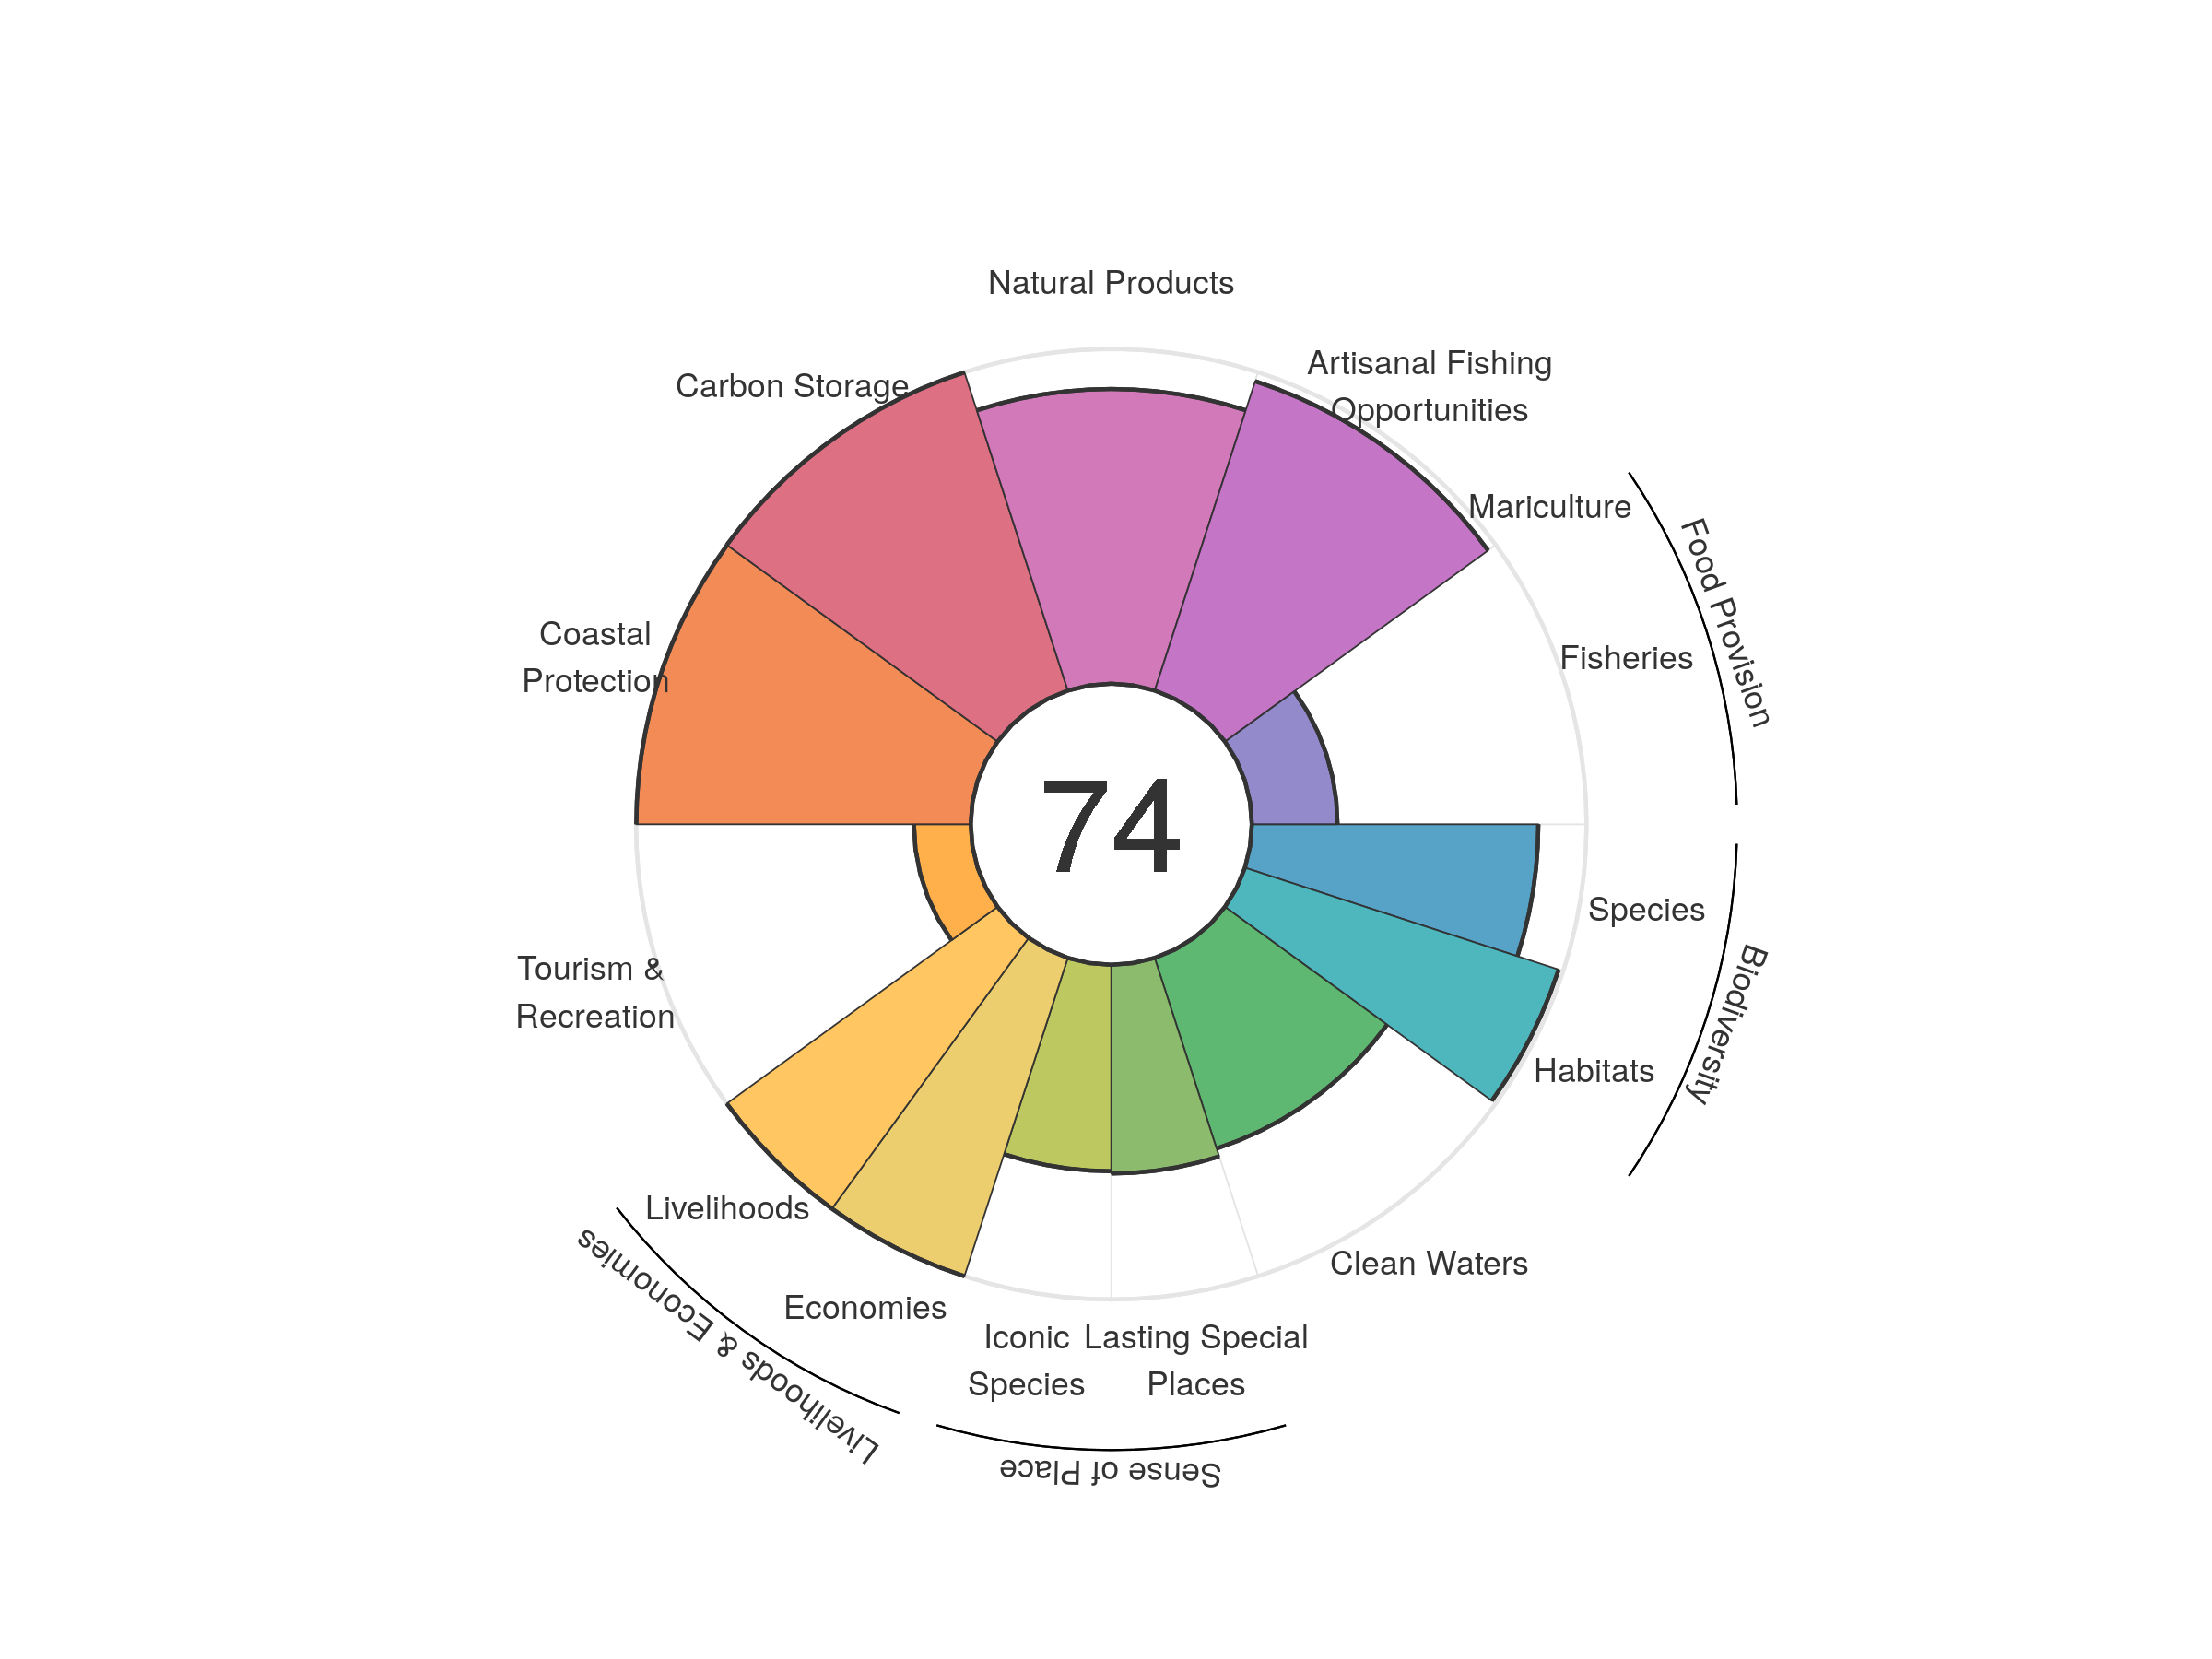 Natural Products
Artisanal Fishing
Opportunities
Carbon Storage
Mariculture
Food Provision
Coastal
Protection
Fisheries
74
Species
Biodiversity
Tourism &
Recreation
Habitats
Livelihoods
Clean Waters
Livelihoods & Economies
Economies
Iconic
Species
Lasting Special
Places
Sense of Place